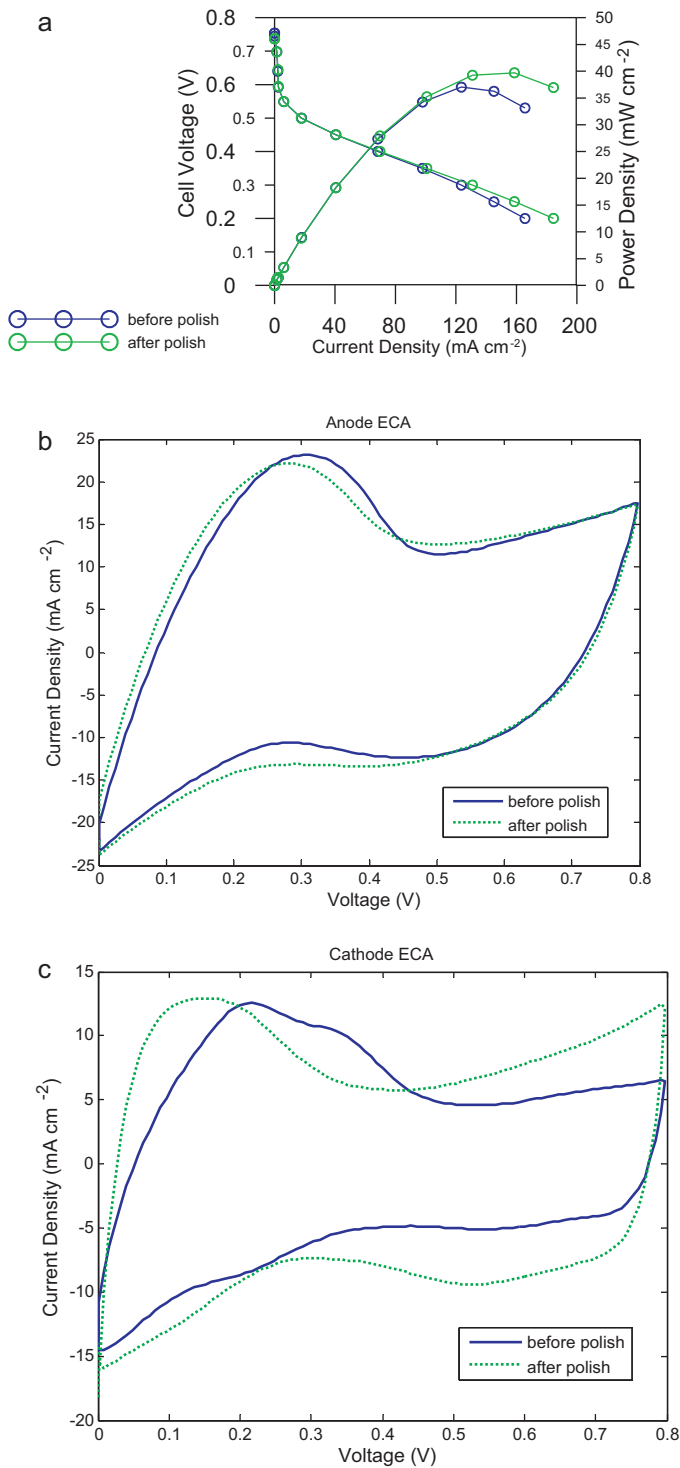 a
0.8
0.7
0.6
0.5
0.4
0.3
0.2
0.1
0
Cell Voltage (V)
50
45
40
35
30
25
20
15
10
5
0
Power Density (mW cm-2)
0 40 80 120 160 200
Current Density (mA cm-2)
before polish
after polish
b
Anode ECA
25
20
15
10
5
0
-5
-10
-15
-20
-25
Current Density (mA cm -2)
0 0.1 0.2 0.3 0.4 0.5 0.6 0.7 0.8
Voltage (V)
before polish
after polish
c
Cathode ECA
15
10
5
0
-5
-10
-15
-20
Current Density (mA cm -2)
0 0.1 0.2 0.3 0.4 0.5 0.6 0.7 0.8
Voltage (V)
before polish
after polish